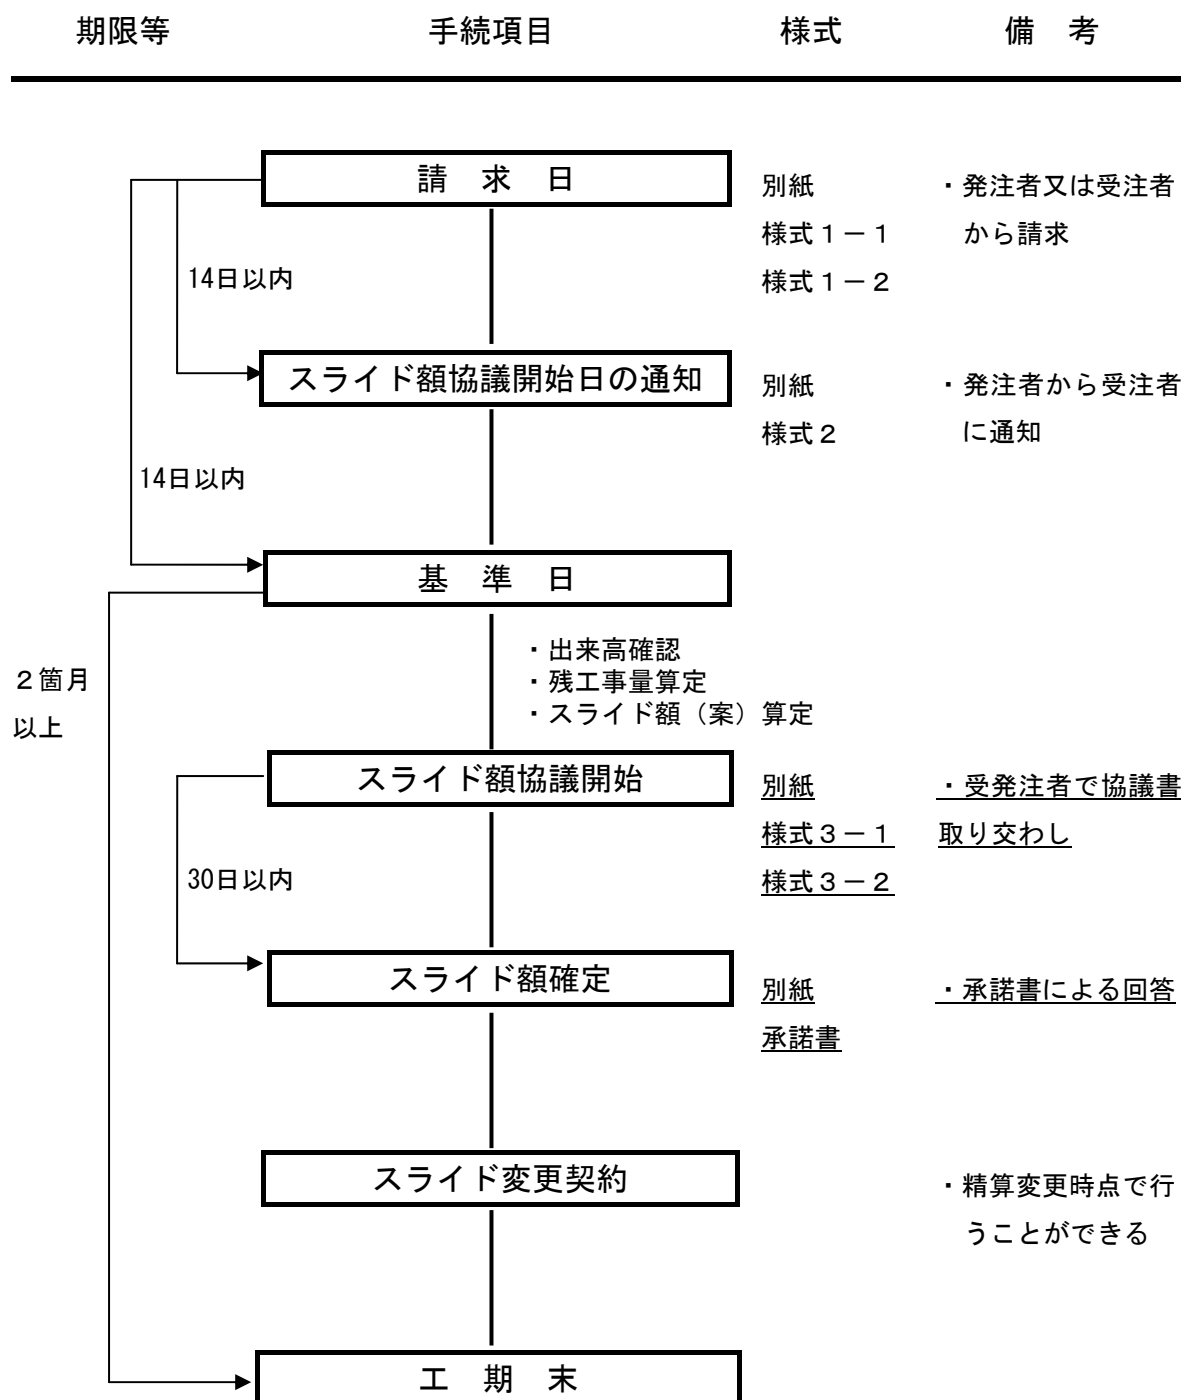 期限等 手続項目 様式 備 考
請 求 日
別紙
様式１－１
様式１－２
・発注者又は受注者
から請求
14日以内
スライド額協議開始日の通知
別紙
様式２
・発注者から受注者
に通知
14日以内
基 準 日
２箇月
以上
・出来高確認
・残工事量算定
・スライド額（案）算定
スライド額協議開始
別紙
様式３－１
様式３－２
・受発注者で協議書
取り交わし
30日以内
スライド額確定
別紙
承諾書
・承諾書による回答
スライド変更契約
・精算変更時点で行
うことができる
工 期 末